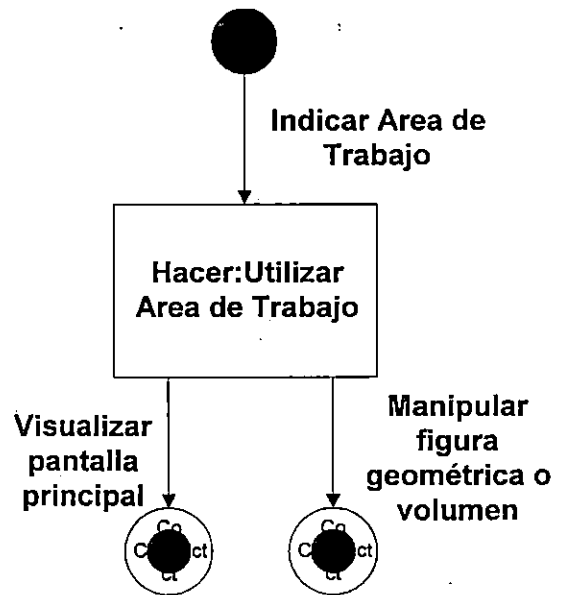 Indicar Area de
Trabajo
Hacer:Utilizar
Area de Trabajo
Visualizar
pantalla
principal
Manipular
figura
geométrica o
volumen